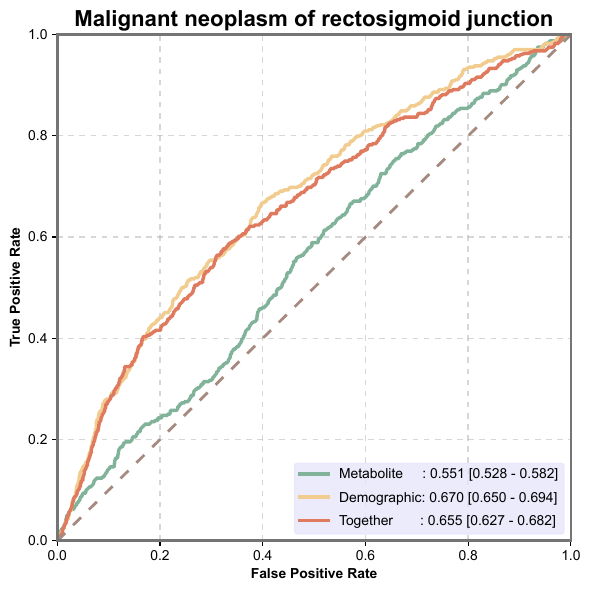 Malignant neoplasm of rectosigmoid junction
1.0
0.8
0.6
0.4
0.2
0.0
True Positive Rate
Metabolite : 0.551 [0.528 - 0.582]
Demographic: 0.670 [0.650 - 0.694]
Together : 0.655 [0.627 - 0.682]
0.0 0.2 0.4 0.6 0.8 1.0
False Positive Rate